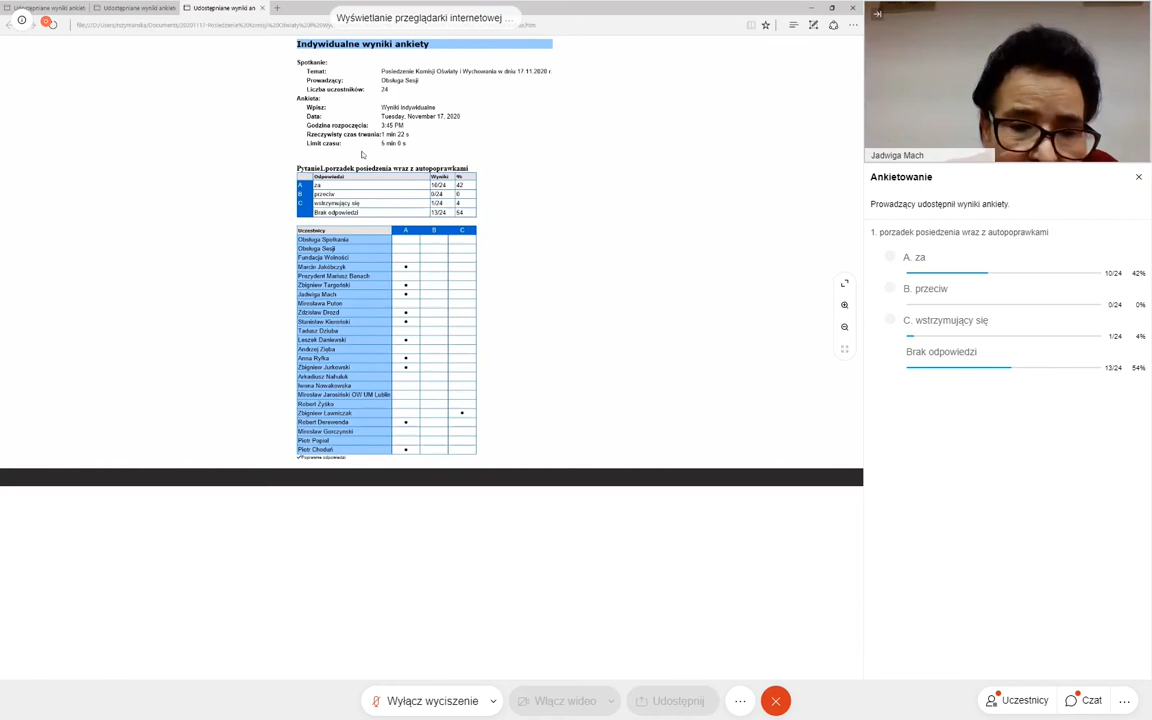 Udostępniane wyniki ankiet
Udostępniane wyniki ankiet
Udostępniane wyniki an
Wyświetlanie przeglądarki internetowej ...
Indywidualne wyniki ankiety
Spotkanie:
Temat: Posiedzenie Komisji Oświaty i Wychowania w dniu 17.11.2020 r.
Prowadzący: Obsługa Sesji
Liczba uczestników: 24
Ankieta:
Wpisz: Wyniki indywidualne
Data: Tuesday, November 17, 2020
Godzina rozpoczęcia: 3:45 PM
Rzeczywisty czas trwania: 1 min 22 s
Limit czasu: 5 min 0 s
Pytanie1.porzadek posiedzenia wraz z autopoprawkami
Odpowiedzi Wyniki %
A za 10/24 42
B przeciw 0/24 0
C wstrzymujący się 1/24 4
Brak odpowiedzi 13/24 54
Uczestnicy A B C
Obsługa Spotkania
Obsługa Sesji
Fundacja Wolności
Marcin Jakóbczyk •
Prezydent Mariusz Banach
Zbigniew Targoński •
Jadwiga Mach •
Mirosława Puton
Zdzisław Drozd •
Stanisław Kieroński •
Tadusz Dziuba
Leszek Daniewski •
Andrzej Zięba
Anna Ryfka •
Zbigniew Jurkowski •
Arkadiusz Nahuluk
Iwona Nowakowska
Mirosław Jarosiński OW UM Lublin
Robert Zyśko
Zbigniew Ławniczak •
Robert Derewenda •
Mirosław Gorczynski
Piotr Popiel
Piotr Choduń •
✓Poprawne odpowiedzi
Jadwiga Mach
Ankietowanie
Prowadzący udostępnił wyniki ankiety.
1. porzadek posiedzenia wraz z autopoprawkami
A. za
10/24 42%
B. przeciw
0/24 0%
C. wstrzymujący się
1/24 4%
Brak odpowiedzi
13/24 54%
Wyłącz wyciszenie
Włącz wideo
Udostępnij
Uczestnicy
Czat